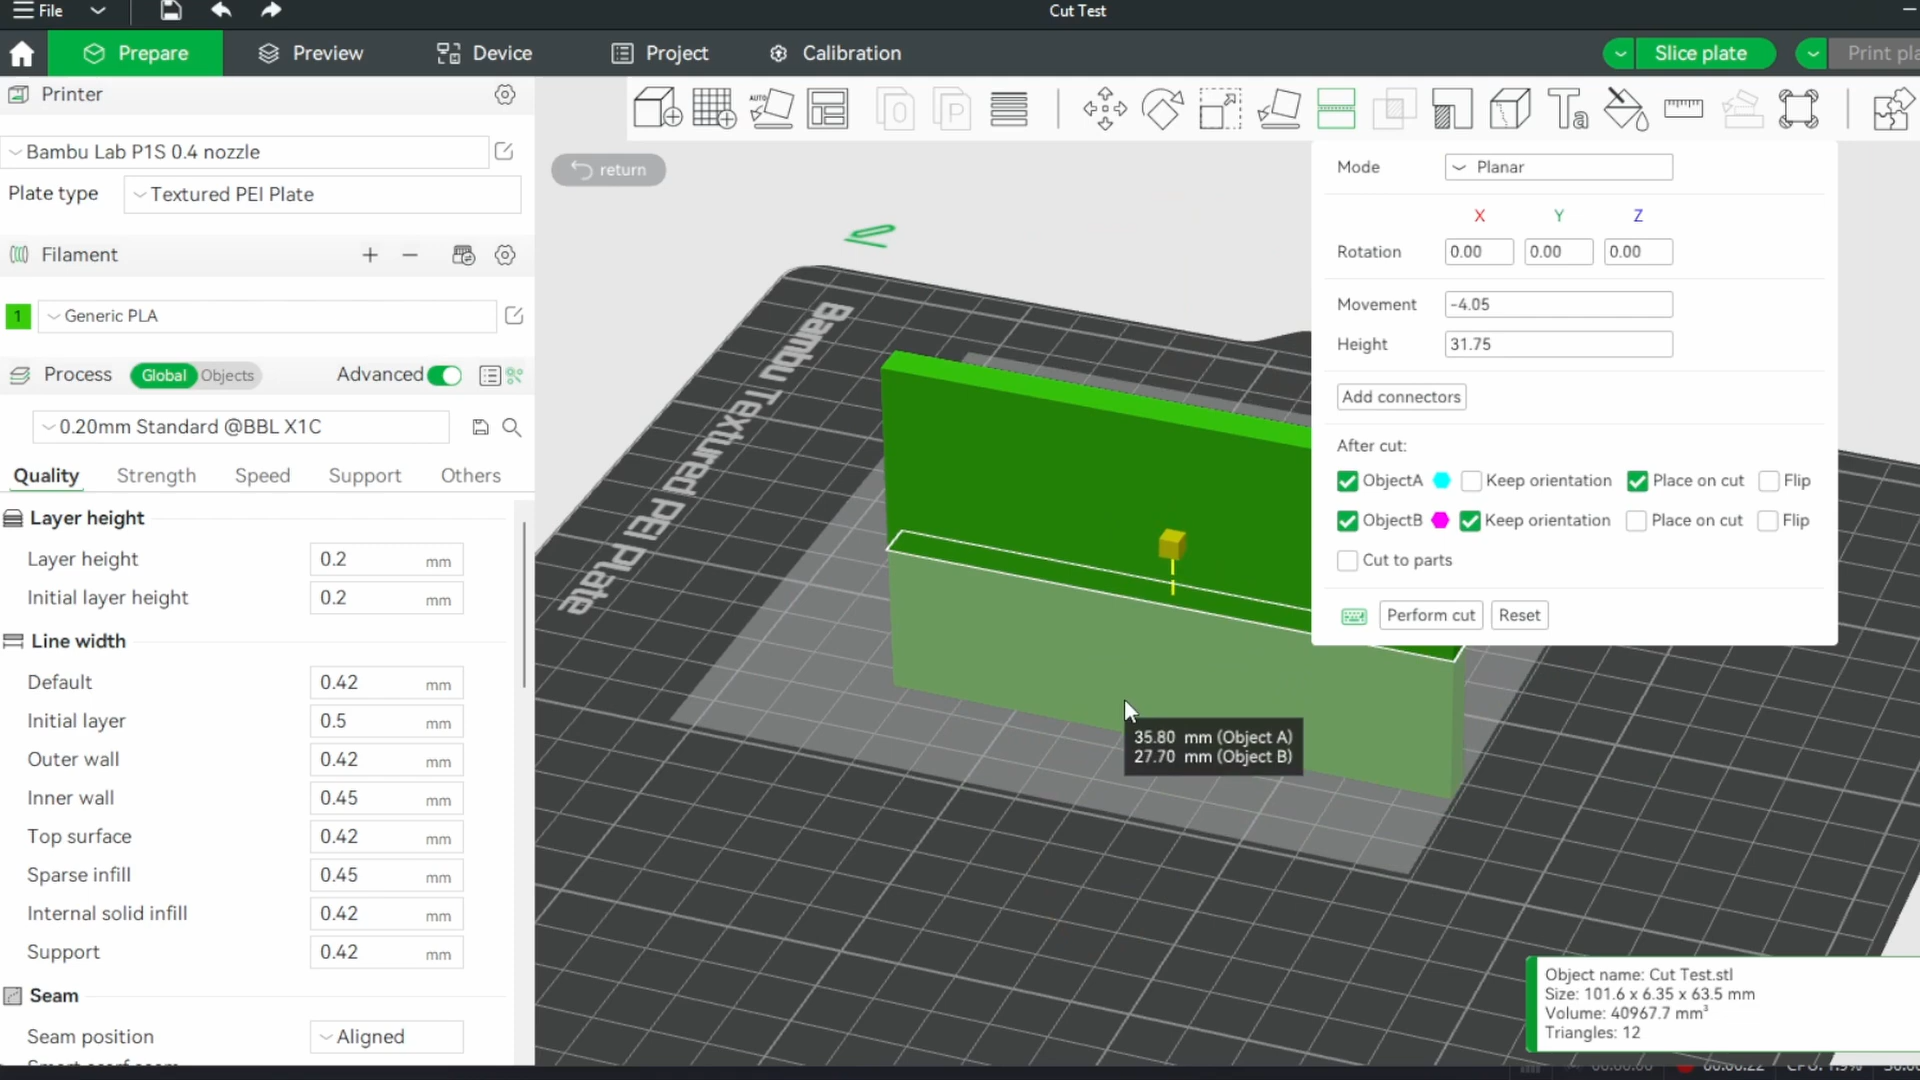 File
Cut Test
Prepare
Preview
Device
Project
Calibration
Slice plate
Print pla
Printer
Bambu Lab P1S 0.4 nozzle
Plate type
Textured PEI Plate
Filament
1
Generic PLA
Process
Global
Objects
Advanced
0.20mm Standard @BBL X1C
Quality
Strength
Speed
Support
Others
Layer height
Layer height 0.2 mm
Initial layer height 0.2 mm
Line width
Default 0.42 mm
Initial layer 0.5 mm
Outer wall 0.42 mm
Inner wall 0.45 mm
Top surface 0.42 mm
Sparse infill 0.45 mm
Internal solid infill 0.42 mm
Support 0.42 mm
Seam
Seam position Aligned
AUTO
O
P
Ta
return
Bambu Textured PEI Plate
35.80 mm (Object A)
27.70 mm (Object B)
Mode Planar
X Y Z
Rotation 0.00 0.00 0.00
Movement -4.05
Height 31.75
Add connectors
After cut:
ObjectA Keep orientation Place on cut Flip
ObjectB Keep orientation Place on cut Flip
Cut to parts
Perform cut
Reset
Object name: Cut Test.stl
Size: 101.6 x 6.35 x 63.5 mm
Volume: 40967.7 mm³
Triangles: 12